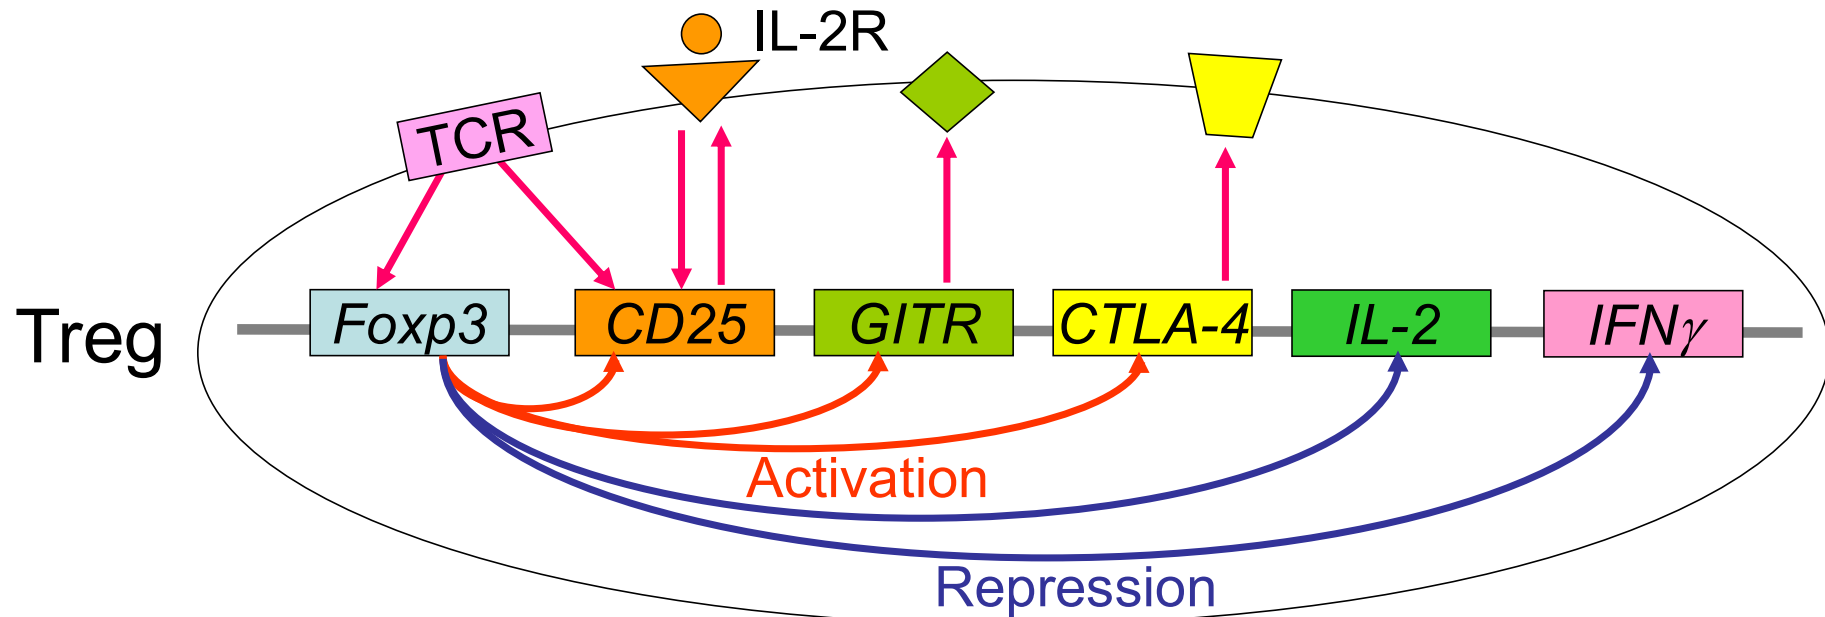 IL-2R
TCR
Treg
Foxp3
CD25
GITR
CTLA-4
IL-2
IFNγ
Activation
Repression